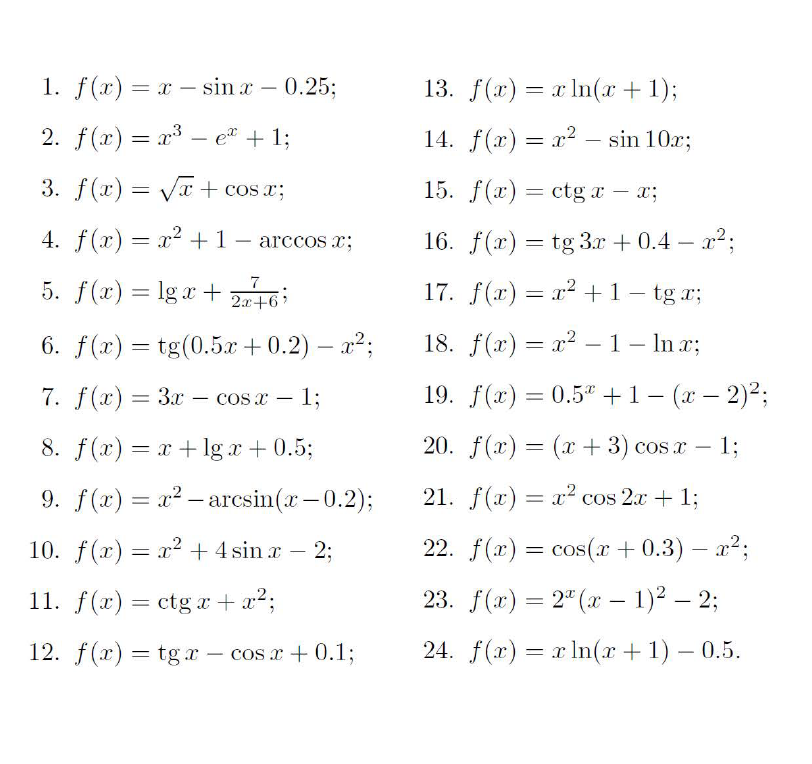 1. f(x) = x − sin x − 0.25;
2. f(x) = x³ − eˣ + 1;
3. f(x) = √x + cos x;
4. f(x) = x² + 1 − arccos x;
5. f(x) = lg x + 7/(2x+6);
6. f(x) = tg(0.5x + 0.2) − x²;
7. f(x) = 3x − cos x − 1;
8. f(x) = x + lg x + 0.5;
9. f(x) = x² − arcsin(x − 0.2);
10. f(x) = x² + 4 sin x − 2;
11. f(x) = ctg x + x²;
12. f(x) = tg x − cos x + 0.1;
13. f(x) = x ln(x + 1);
14. f(x) = x² − sin 10x;
15. f(x) = ctg x − x;
16. f(x) = tg 3x + 0.4 − x²;
17. f(x) = x² + 1 − tg x;
18. f(x) = x² − 1 − ln x;
19. f(x) = 0.5ˣ + 1 − (x − 2)²;
20. f(x) = (x + 3) cos x − 1;
21. f(x) = x² cos 2x + 1;
22. f(x) = cos(x + 0.3) − x²;
23. f(x) = 2ˣ(x − 1)² − 2;
24. f(x) = x ln(x + 1) − 0.5.